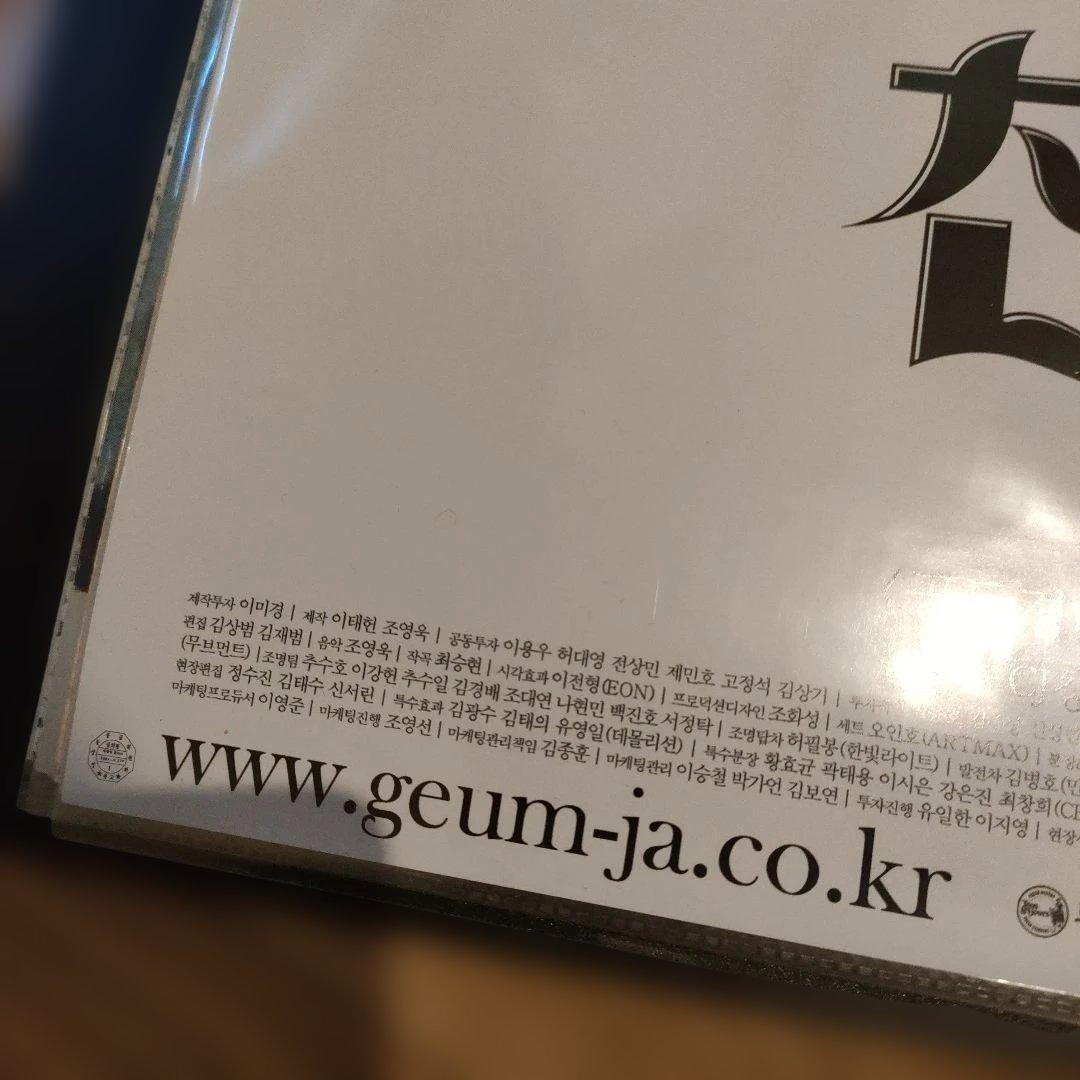 친
제작투자 이미경 | 제작 이태헌 조영욱 | 공동투자 이용우 허대영 전상민 제민호 고정석 김상기 |
편집 김상범 김재범 | 음악 조영욱 | 작곡 최승현 | 시각효과 이전형(EON) | 프로덕션디자인 조화성 | 세트 오인호(ARTMAX) |
(무브먼트) | 조명팀 추수호 이강헌 추수일 김경배 조대연 나현민 백진호 서정탁 | 조명탑차 허필봉(한빛라이트) | 발전차 김병호
현장편집 정수진 김태수 신서린 | 특수효과 김광수 김태의 유영일(데몰리션) | 특수분장 황효균 곽태용 이시은 강은진 최창희
마케팅프로듀서 이영준 | 마케팅진행 조영선 | 마케팅관리책임 김종훈 | 마케팅관리 이승철 박가언 김보연 | 투자진행 유일한 이지영 |
www.geum-ja.co.kr